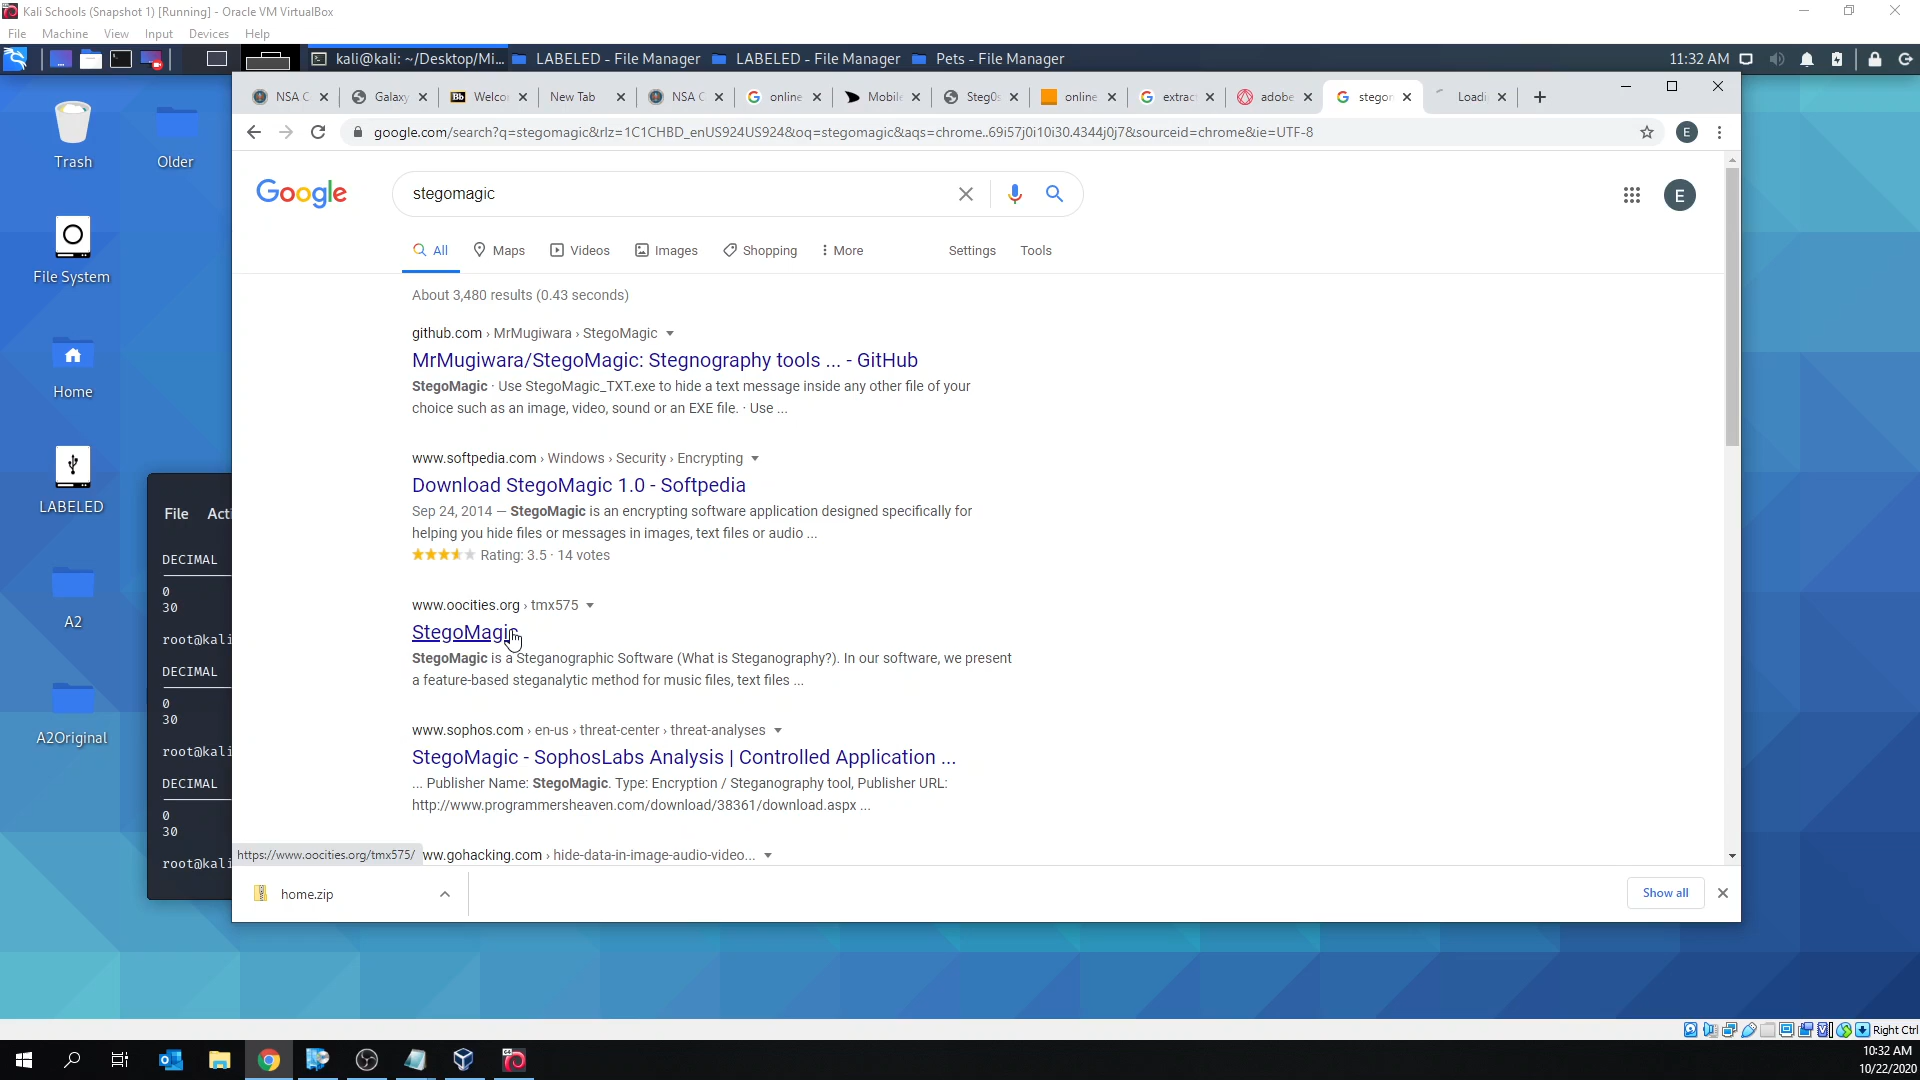 Kali Schools (Snapshot 1) [Running] - Oracle VM VirtualBox
File Machine View Input Devices Help
kali@kali: ~/Desktop/Mi... LABELED - File Manager LABELED - File Manager Pets - File Manager 11:32 AM
NSA C Galaxy Welco New Tab NSA C online Mobile Steg0 online extrac adobe stegon Loadi
google.com/search?q=stegomagic&rlz=1C1CHBD_enUS924US924&oq=stegomagic&aqs=chrome..69i57j0i10i30.4344j0j7&sourceid=chrome&ie=UTF-8 E
Trash Older
Google stegomagic E
All Maps Videos Images Shopping More Settings Tools
File System
About 3,480 results (0.43 seconds)
github.com › MrMugiwara › StegoMagic
MrMugiwara/StegoMagic: Stegnography tools ... - GitHub
StegoMagic · Use StegoMagic_TXT.exe to hide a text message inside any other file of your
choice such as an image, video, sound or an EXE file. · Use ...
Home
www.softpedia.com › Windows › Security › Encrypting
Download StegoMagic 1.0 - Softpedia
Sep 24, 2014 — StegoMagic is an encrypting software application designed specifically for
helping you hide files or messages in images, text files or audio ...
Rating: 3.5 · 14 votes
LABELED
www.oocities.org › tmx575
StegoMagic
StegoMagic is a Steganographic Software (What is Steganography?). In our software, we present
a feature-based steganalytic method for music files, text files ...
www.sophos.com › en-us › threat-center › threat-analyses
StegoMagic - SophosLabs Analysis | Controlled Application ...
... Publisher Name: StegoMagic. Type: Encryption / Steganography tool, Publisher URL:
http://www.programmersheaven.com/download/38361/download.aspx ...
ww.gohacking.com › hide-data-in-image-audio-video...
https://www.oocities.org/tmx575/
A2
A2Original
File Acti
DECIMAL
0
30
root@kali
DECIMAL
0
30
root@kali
DECIMAL
0
30
root@kali
home.zip Show all
Right Ctrl
10:32 AM
10/22/2020